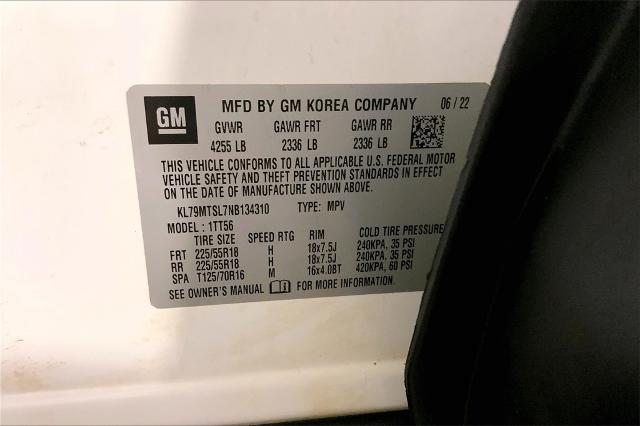 GM MFD BY GM KOREA COMPANY 06 / 22
GVWR GAWR FRT GAWR RR
4255 LB 2336 LB 2336 LB
THIS VEHICLE CONFORMS TO ALL APPLICABLE U.S. FEDERAL MOTOR
VEHICLE SAFETY AND THEFT PREVENTION STANDARDS IN EFFECT
ON THE DATE OF MANUFACTURE SHOWN ABOVE.
KL79MTSL7NB134310 TYPE: MPV
MODEL : 1TT56
TIRE SIZE SPEED RTG RIM COLD TIRE PRESSURE
FRT 225/55R18 H 18x7.5J 240KPA, 35 PSI
RR 225/55R18 H 18x7.5J 240KPA, 35 PSI
SPA T125/70R16 M 16x4.0BT 420KPA, 60 PSI
SEE OWNER'S MANUAL FOR MORE INFORMATION.